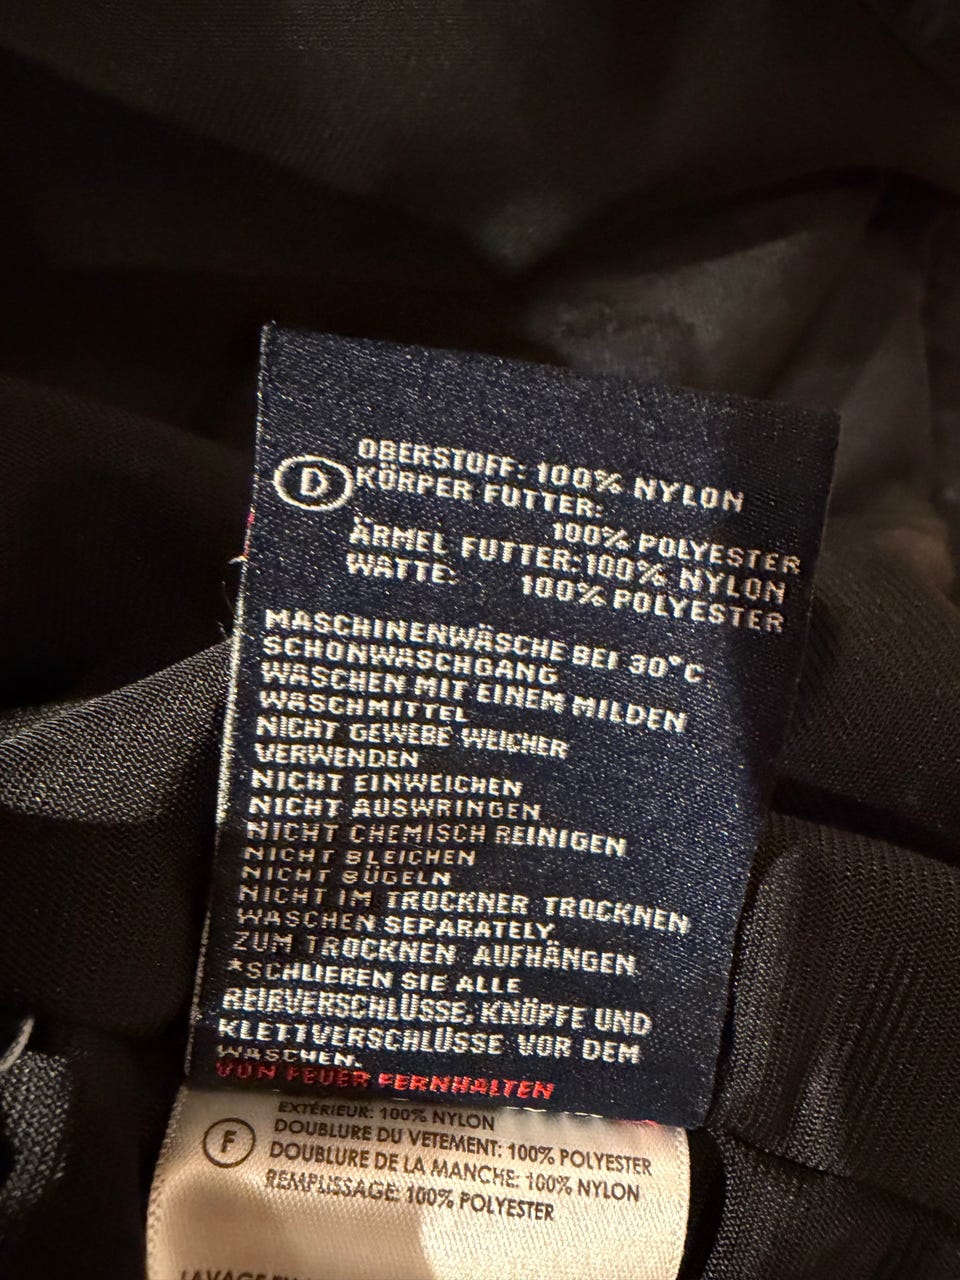 D
OBERSTOFF: 100% NYLON
KÖRPER FUTTER:
100% POLYESTER
ÄRMEL FUTTER:100% NYLON
WATTE: 100% POLYESTER
MASCHINENWÄSCHE BEI 30°C
SCHONWASCHGANG
WASCHEN MIT EINEM MILDEN
WASCHMITTEL
NICHT GEWEBE WEICHER
VERWENDEN
NICHT EINWEICHEN
NICHT AUSWRINGEN
NICHT CHEMISCH REINIGEN
NICHT BLEICHEN
NICHT BÜGELN
NICHT IM TROCKNER TROCKNEN
WASCHEN SEPARATELY.
ZUM TROCKNEN AUFHÄNGEN.
*SCHLIEBEN SIE ALLE
REIßVERSCHLÜSSE, KNÖPFE UND
KLETTVERSCHLÜSSE VOR DEM
WASCHEN.
VON FEUER FERNHALTEN
F
EXTÉRIEUR: 100% NYLON
DOUBLURE DU VETEMENT: 100% POLYESTER
DOUBLURE DE LA MANCHE: 100% NYLON
REMPLISSAGE: 100% POLYESTER